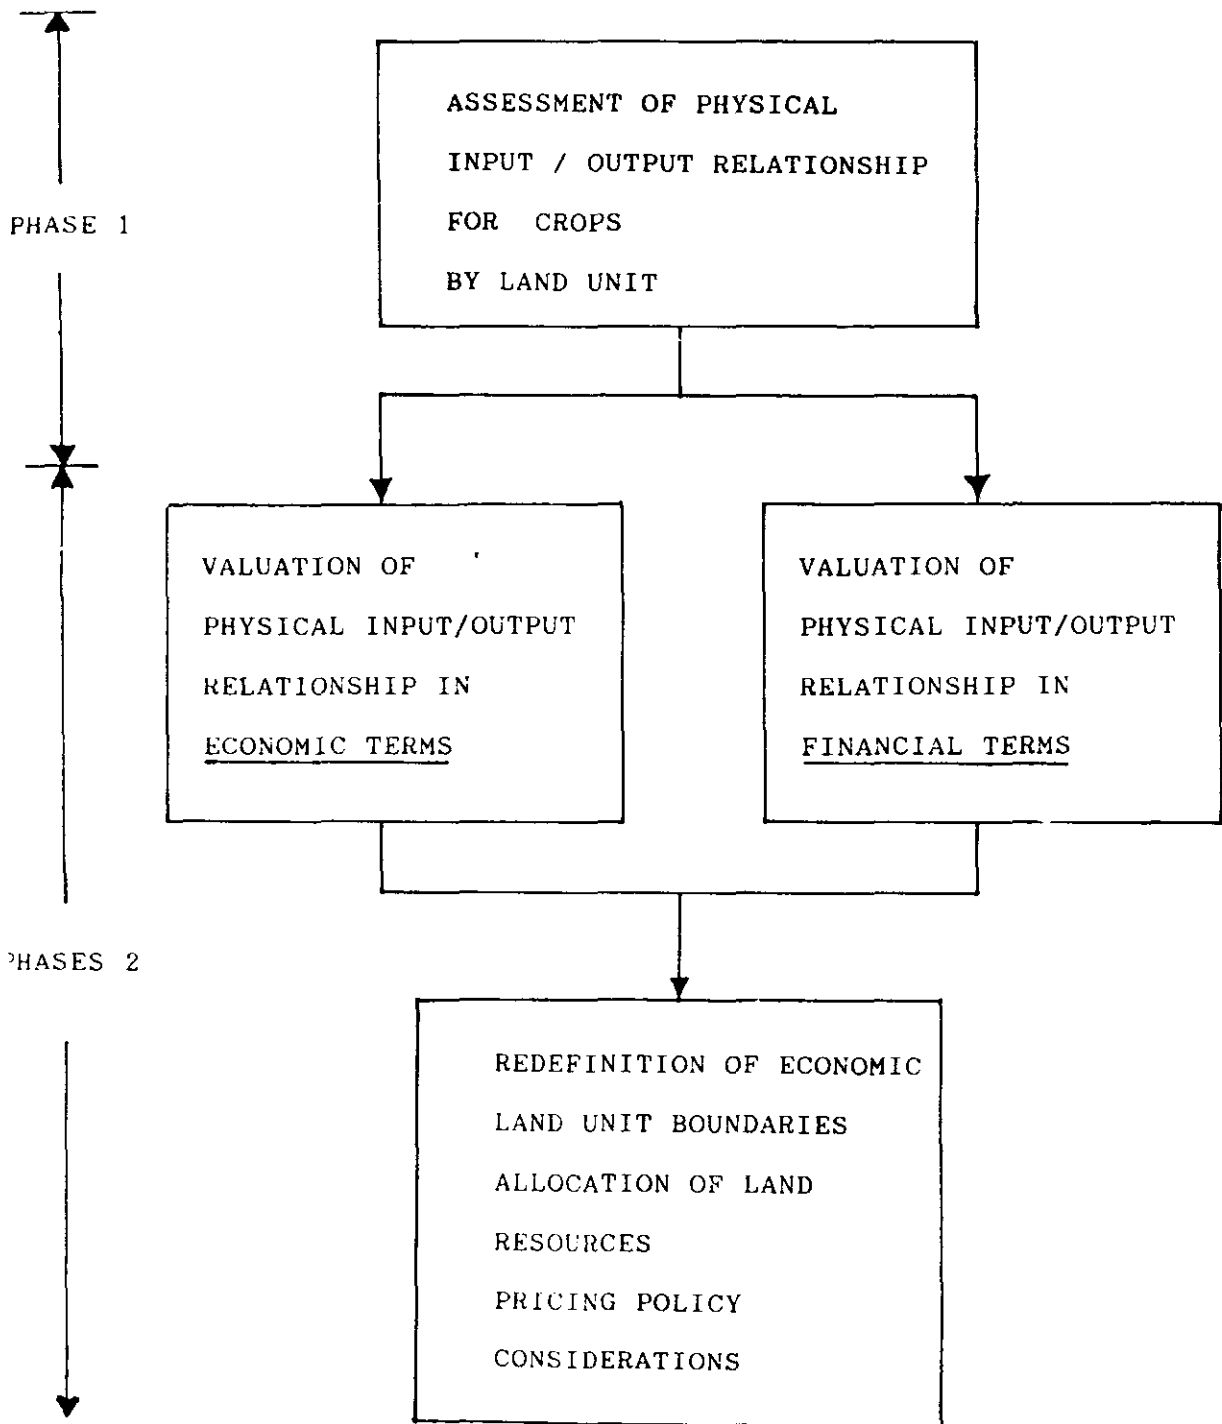 ASSESSMENT OF PHYSICAL
INPUT / OUTPUT RELATIONSHIP
FOR CROPS
BY LAND UNIT
PHASE 1
VALUATION OF
PHYSICAL INPUT/OUTPUT
RELATIONSHIP IN
ECONOMIC TERMS
VALUATION OF
PHYSICAL INPUT/OUTPUT
RELATIONSHIP IN
FINANCIAL TERMS
PHASES 2
REDEFINITION OF ECONOMIC
LAND UNIT BOUNDARIES
ALLOCATION OF LAND
RESOURCES
PRICING POLICY
CONSIDERATIONS